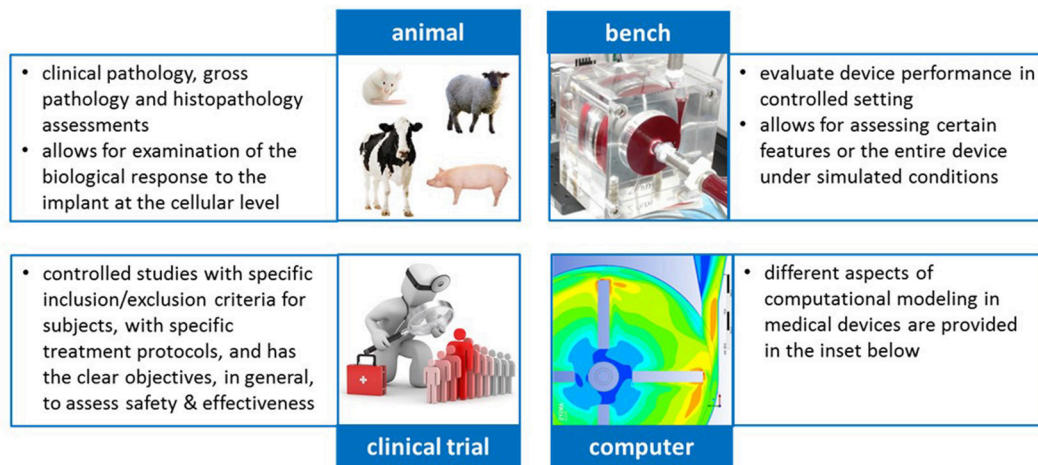 animal
• clinical pathology, gross
pathology and histopathology
assessments
• allows for examination of the
biological response to the
implant at the cellular level
bench
• evaluate device performance in
controlled setting
• allows for assessing certain
features or the entire device
under simulated conditions
• controlled studies with specific
inclusion/exclusion criteria for
subjects, with specific
treatment protocols, and has
the clear objectives, in general,
to assess safety & effectiveness
clinical trial
• different aspects of
computational modeling in
medical devices are provided
in the inset below
computer